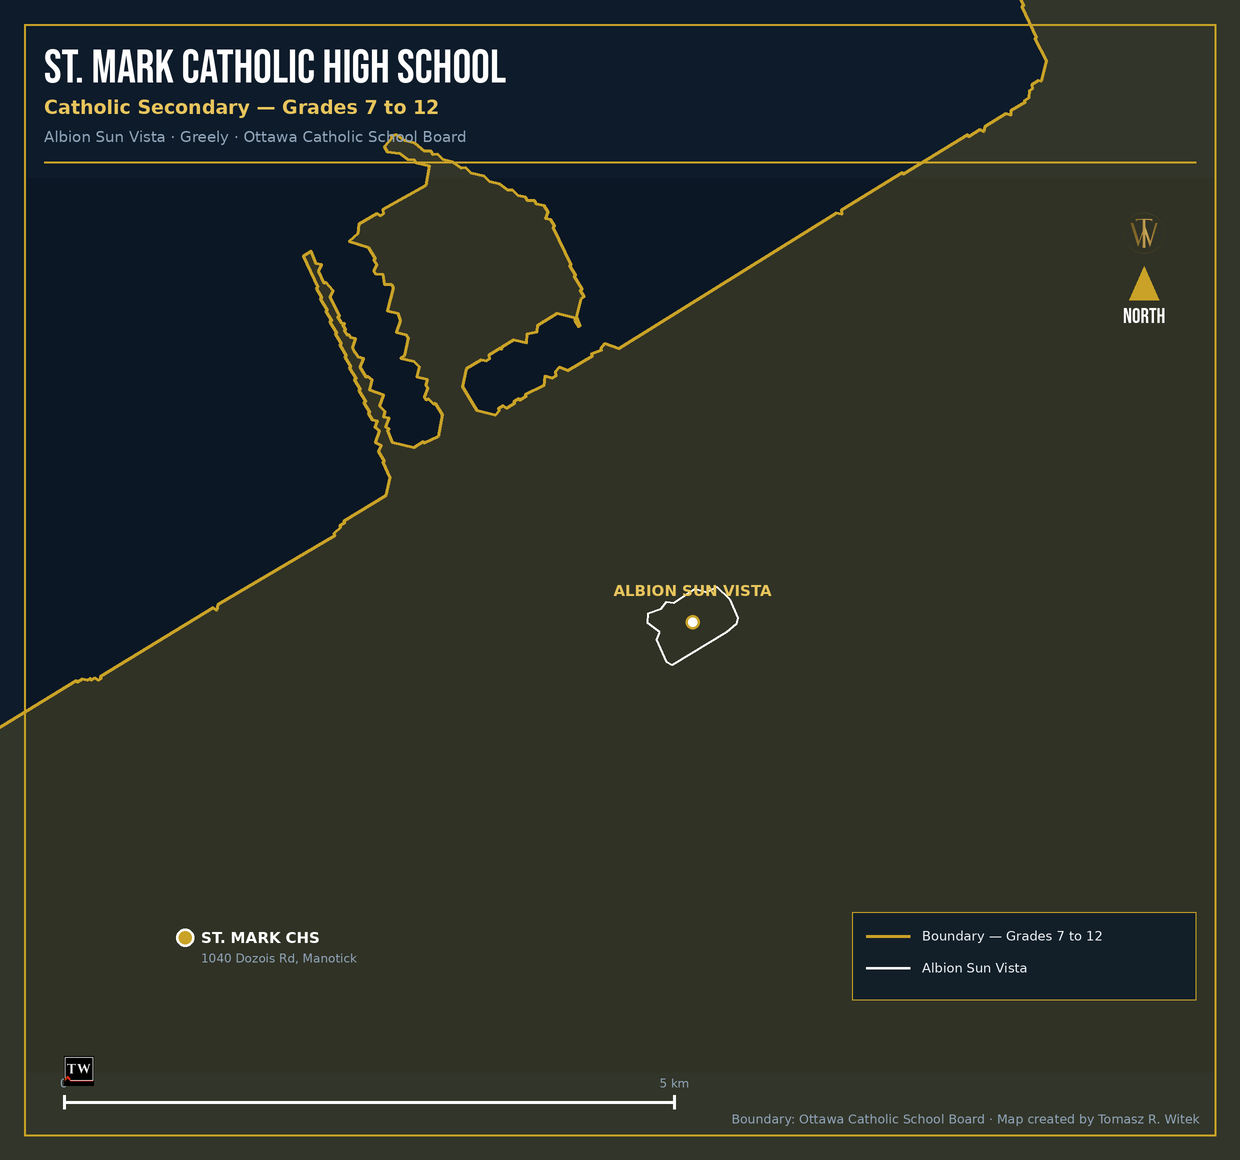 ST. MARK CATHOLIC HIGH SCHOOL
Catholic Secondary — Grades 7 to 12
Albion Sun Vista · Greely · Ottawa Catholic School Board
TW
NORTH
ALBION SUN VISTA
ST. MARK CHS
1040 Dozois Rd, Manotick
Boundary — Grades 7 to 12
Albion Sun Vista
TW
5 km
Boundary: Ottawa Catholic School Board · Map created by Tomasz R. Witek